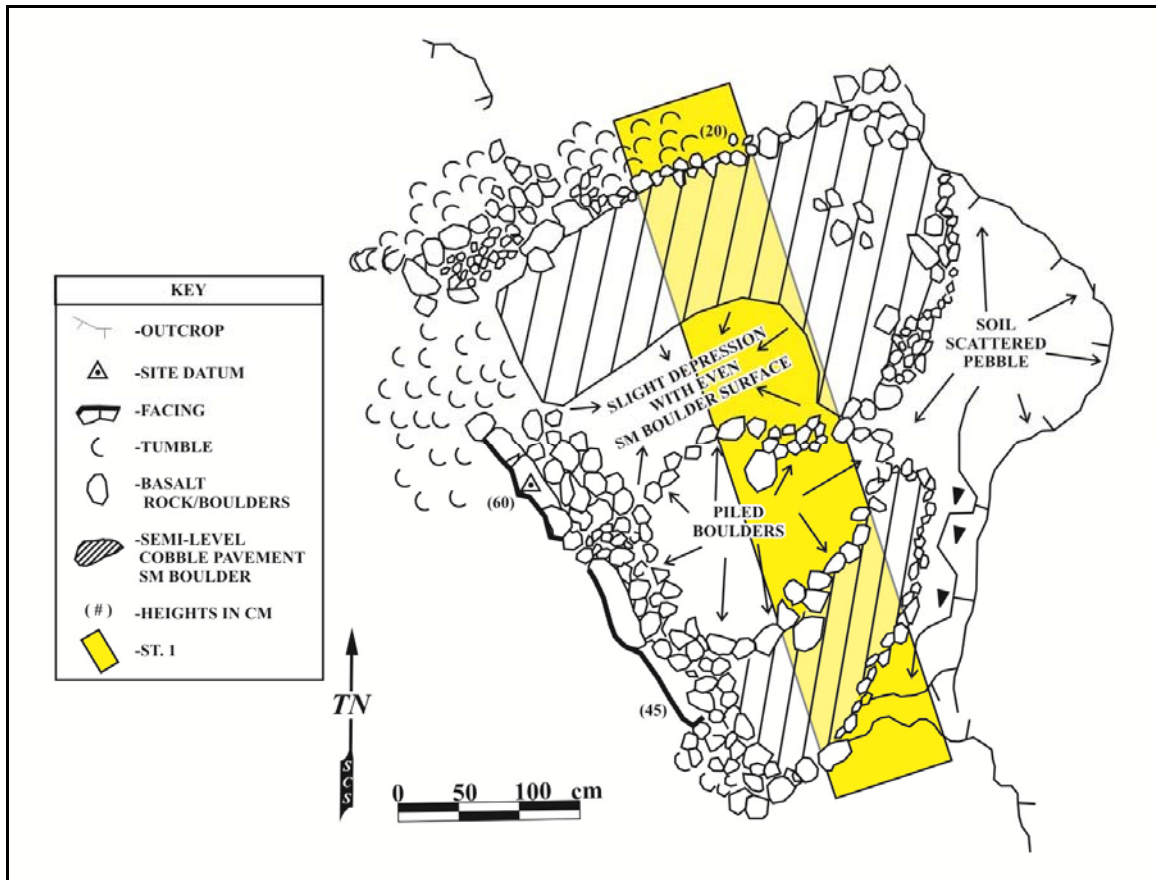 (20)
SLIGHT DEPRESSION
WITH EVEN
SM BOULDER SURFACE
SOIL
SCATTERED
PEBBLE
(60)
PILED
BOULDERS
(45)
KEY
-OUTCROP
-SITE DATUM
-FACING
-TUMBLE
-BASALT
ROCK/BOULDERS
-SEMI-LEVEL
COBBLE PAVEMENT
SM BOULDER
(#) -HEIGHTS IN CM
-ST. 1
TN
SCS
0 50 100 cm